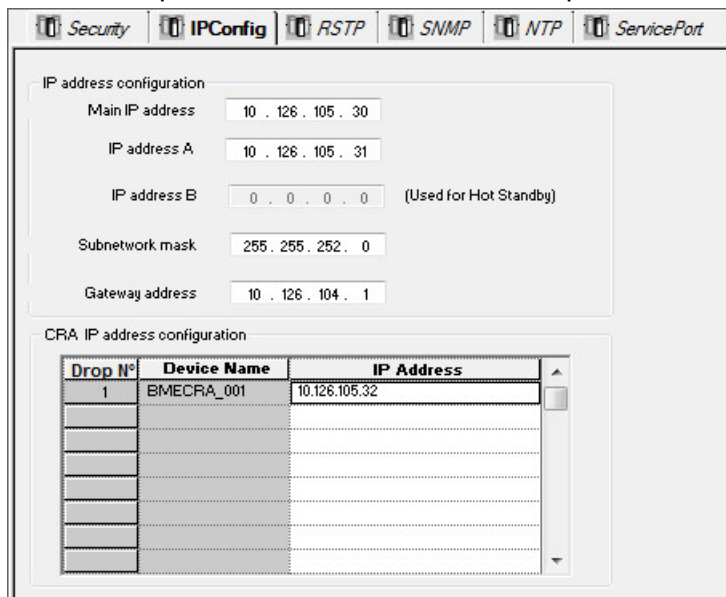 Security IPConfig RSTP SNMP NTP ServicePort
IP address configuration
Main IP address 10 . 126 . 105 . 30
IP address A 10 . 126 . 105 . 31
IP address B 0 . 0 . 0 . 0 (Used for Hot Standby)
Subnetwork mask 255 . 255 . 252 . 0
Gateway address 10 . 126 . 104 . 1
CRA IP address configuration
Drop Nº Device Name IP Address
1 BMECRA_001 10.126.105.32